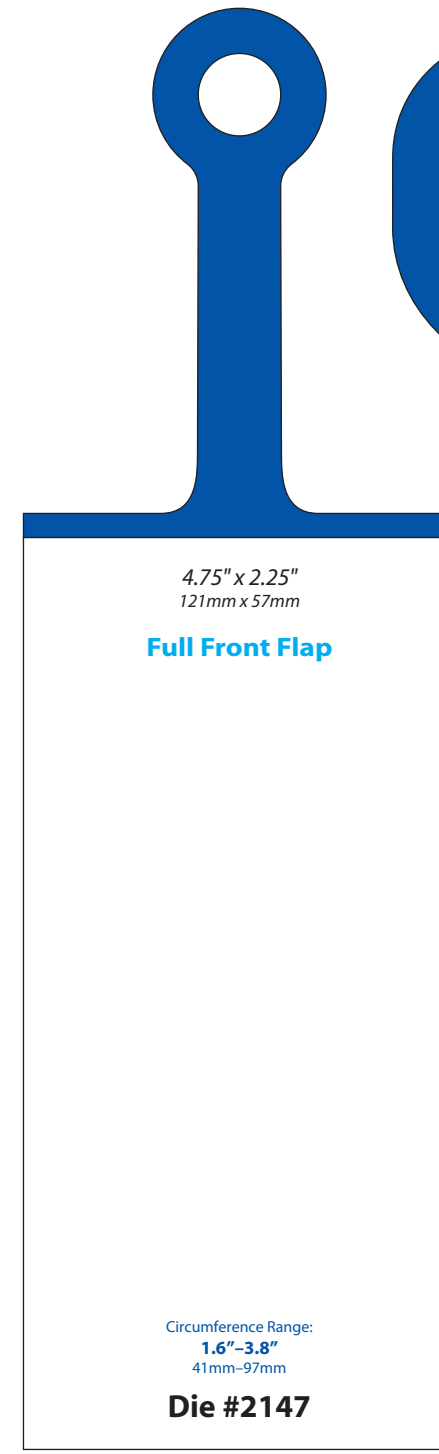 4.75" x 2.25"
121mm x 57mm
Full Front Flap
Circumference Range:
1.6”–3.8”
41mm–97mm
Die #2147